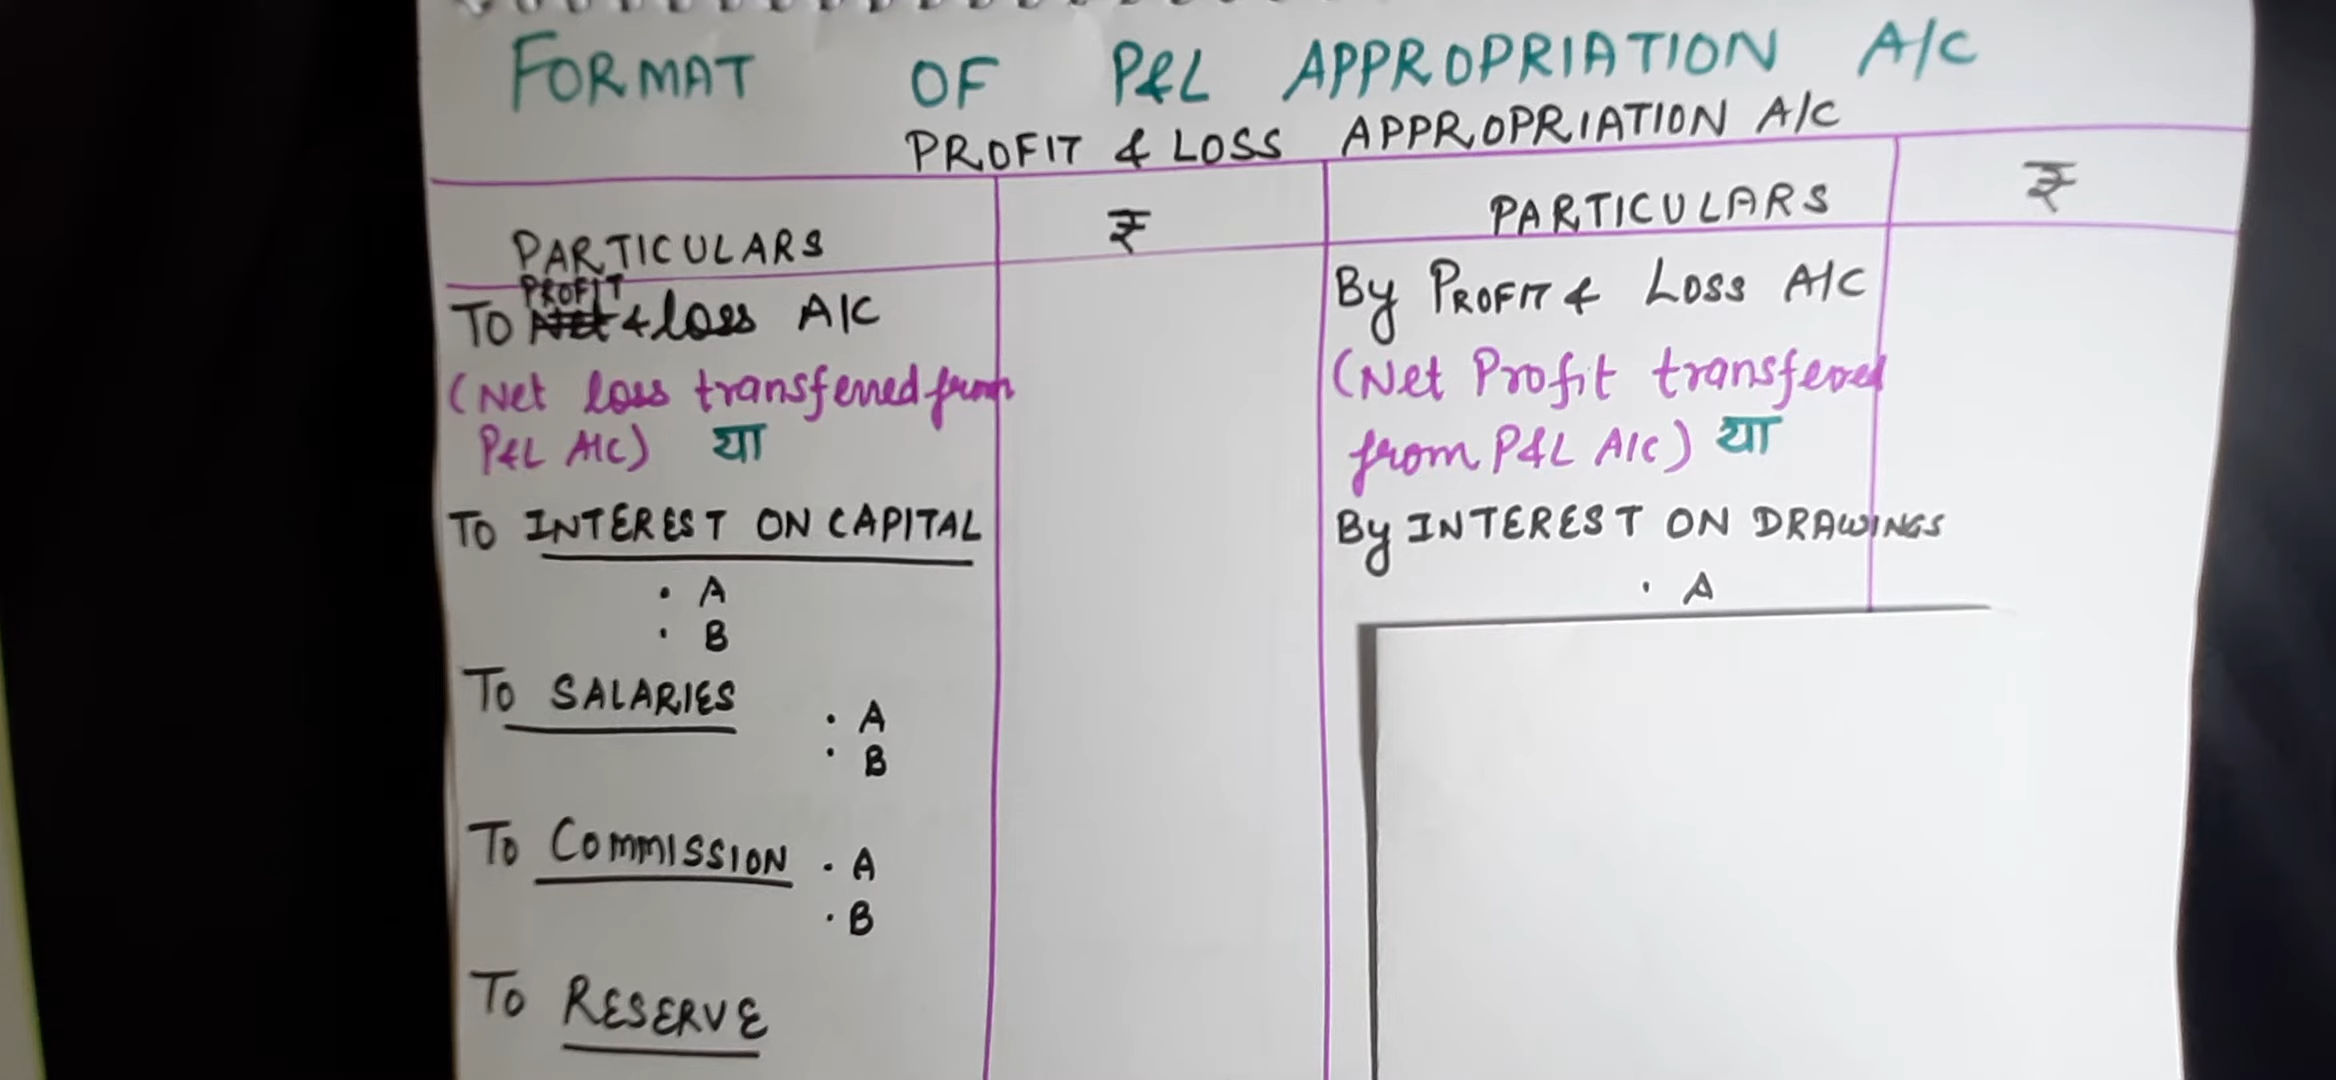 FORMAT OF P&L APPROPRIATION A/C
PROFIT & LOSS APPROPRIATION A/C
PARTICULARS ₹ PARTICULARS ₹
PROFIT
To Net & loss A/C
(Net loss transferred from
P&L A/C) या
To INTEREST ON CAPITAL
• A
• B
To SALARIES
• A
• B
To COMMISSION • A
• B
To RESERVE
By PROFIT & LOSS A/C
(Net Profit transfered
from P&L A/C) या
By INTEREST ON DRAWINGS
• A